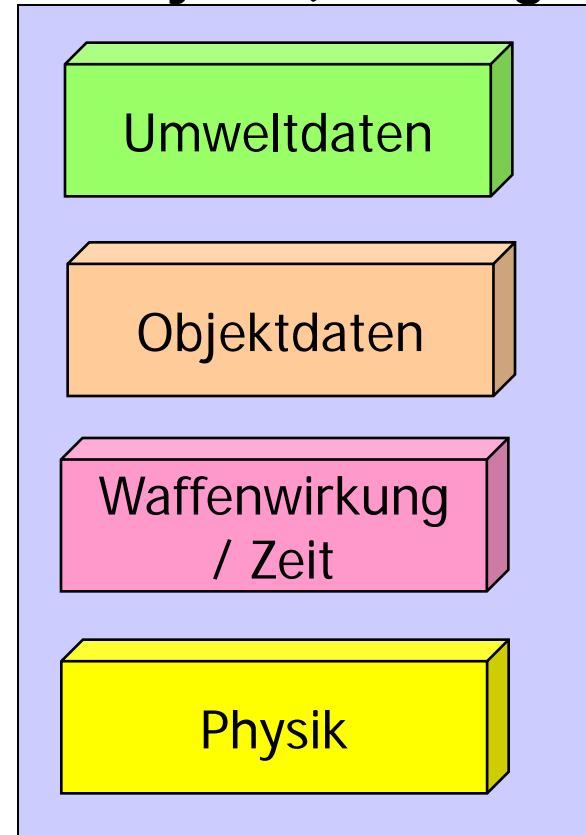 Umweltdaten
Objektdaten
Waffenwirkung
/ Zeit
Physik